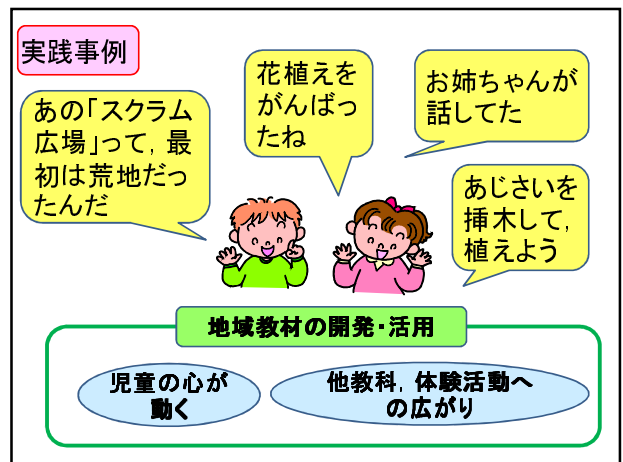 実践事例
あの「スクラム
広場」って，最
初は荒地だっ
たんだ
花植えを
がんばっ
たね
お姉ちゃんが
話してた
あじさいを
挿木して，
植えよう
地域教材の開発・活用
児童の心が
動く
他教科，体験活動へ
の広がり